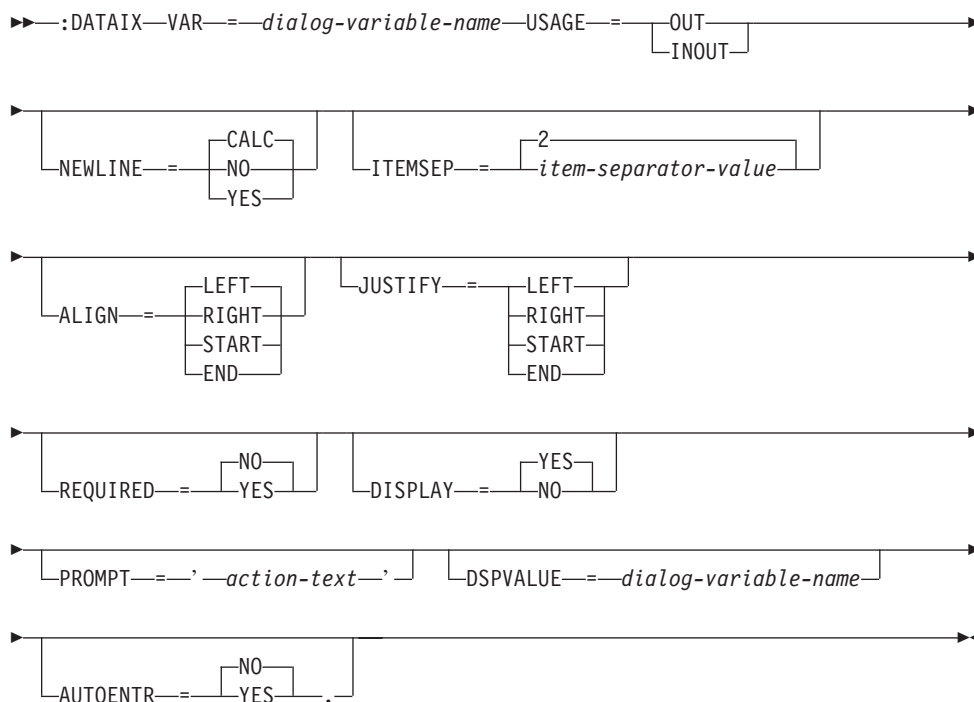 :DATAIX VAR = dialog-variable-name USAGE = OUT
INOUT
CALC
NEWLINE = NO
YES
2
ITEMSEP = item-separator-value
LEFT
ALIGN = RIGHT
START
END
JUSTIFY = LEFT
RIGHT
START
END
NO
REQUIRED = YES
YES
DISPLAY = NO
PROMPT = ' action-text '
DSPVALUE = dialog-variable-name
NO
AUTOENTR = YES .